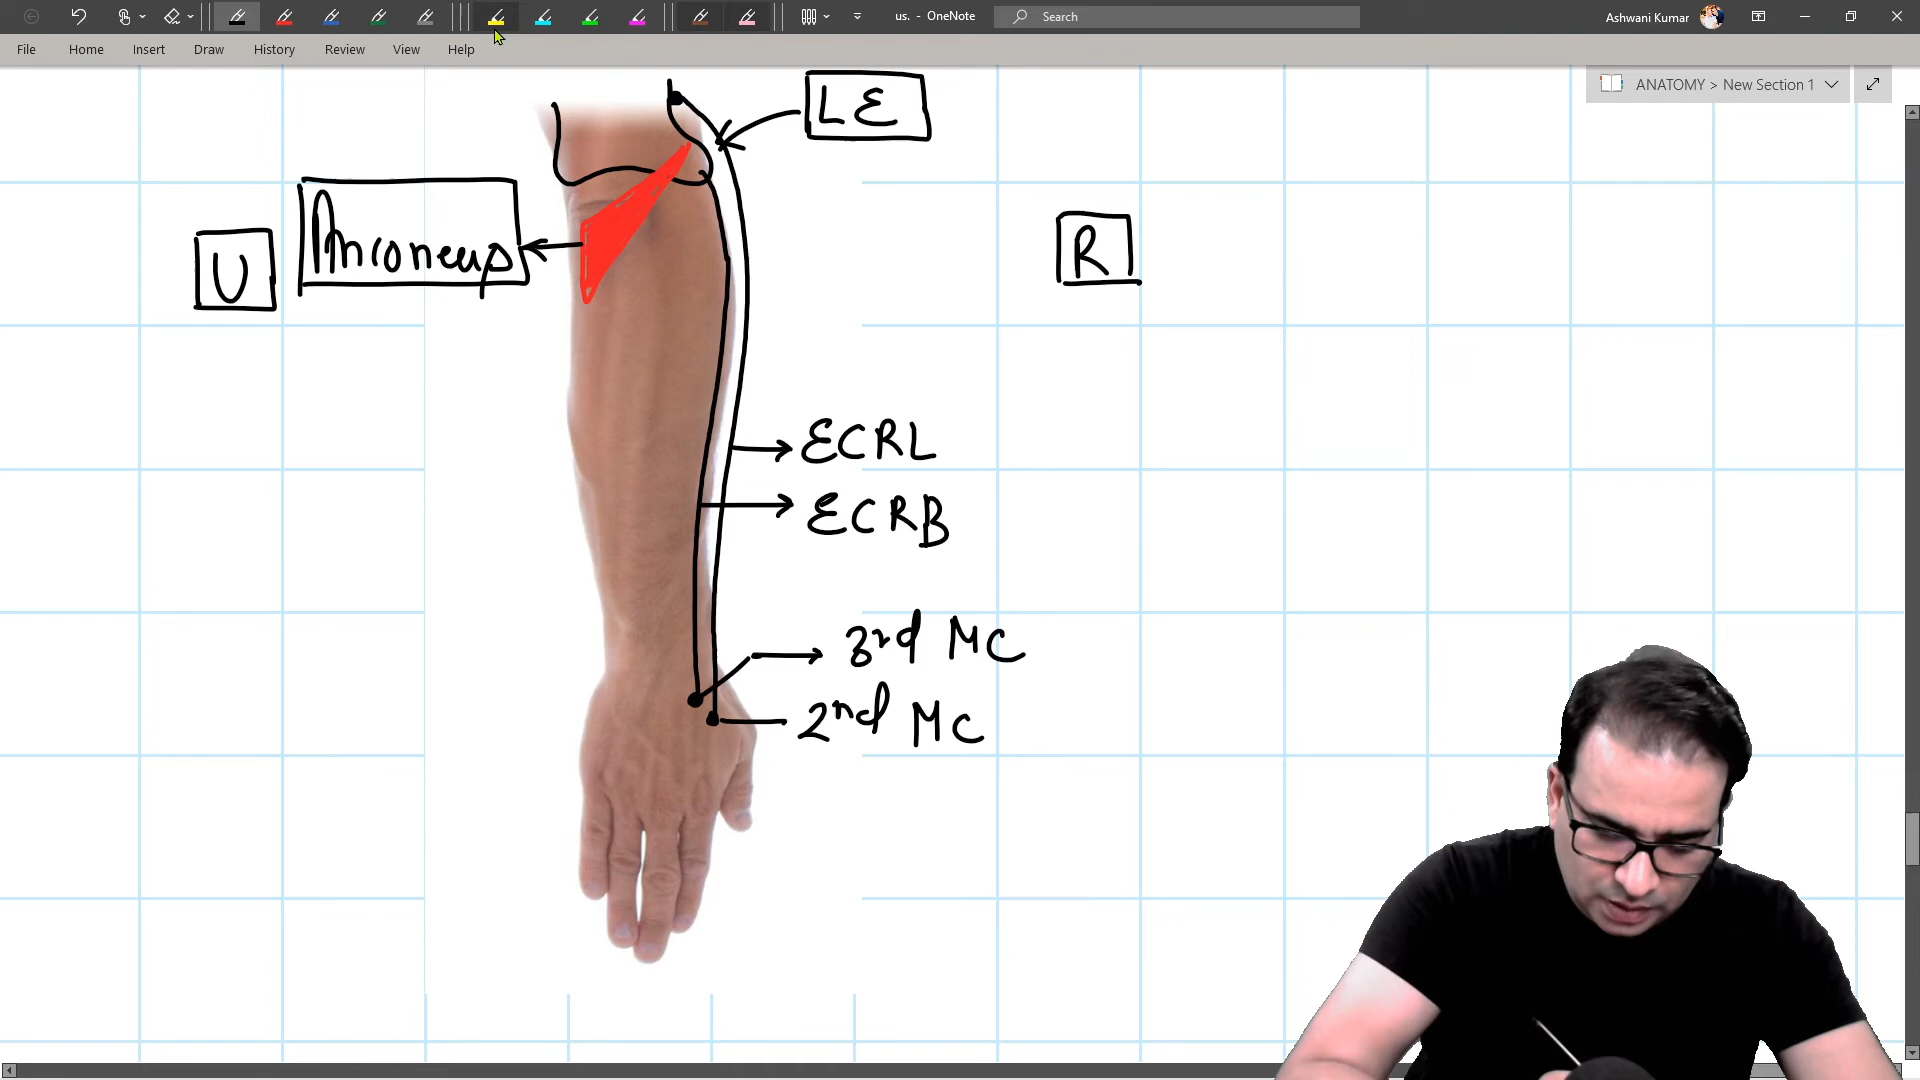 us. - OneNote
Search
Ashwani Kumar
File Home Insert Draw History Review View Help
ANATOMY > New Section 1
LE
Anconeus
U
R
ECRL
ECRB
3rd MC
2nd MC